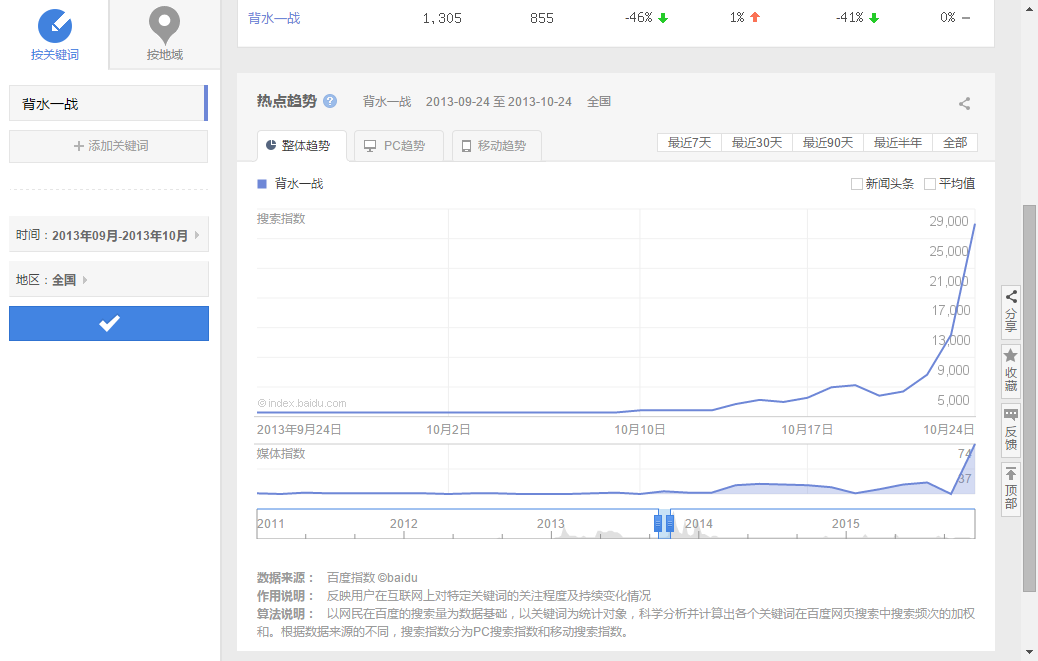 背水一战 1,305 855 -46% 1% -41% 0%
按关键词 按地域
背水一战
添加关键词
时间：2013年09月-2013年10月
地区：全国
热点趋势 ? 背水一战 2013-09-24 至 2013-10-24 全国
整体趋势 PC趋势 移动趋势 最近7天 最近30天 最近90天 最近半年 全部
背水一战 新闻头条 平均值
搜索指数
29,000
25,000
21,000
17,000
13,000
9,000
5,000
©index.baidu.com
2013年9月24日 10月2日 10月10日 10月17日 10月24日
媒体指数
74
37
2011 2012 2013 2014 2015
分享
收藏
反馈
顶部
数据来源： 百度指数 ©baidu
作用说明： 反映用户在互联网上对特定关键词的关注程度及持续变化情况
算法说明： 以网民在百度的搜索量为数据基础，以关键词为统计对象，科学分析并计算出各个关键词在百度网页搜索中搜索频次的加权
和。根据数据来源的不同，搜索指数分为PC搜索指数和移动搜索指数。